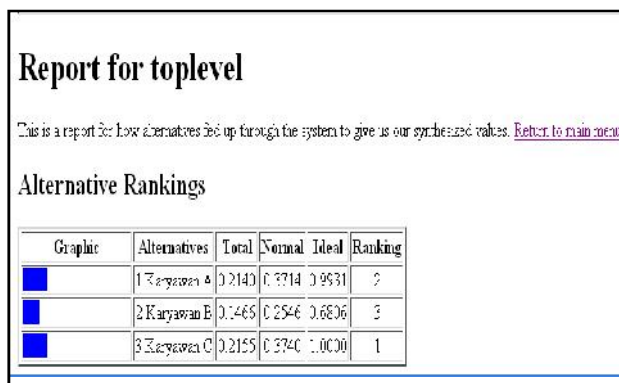 Report for toplevel
This is a report for how alternatives fed up through the system to give us our synthesized values. Return to main menu
Alternative Rankings
Graphic Alternatives Total Normal Ideal Ranking
1 Karyawan A 0.2140 0.3714 0.9931 2
2 Karyawan B 0.1466 0.2546 0.6806 3
3 Karyawan C 0.2155 0.3740 1.0000 1